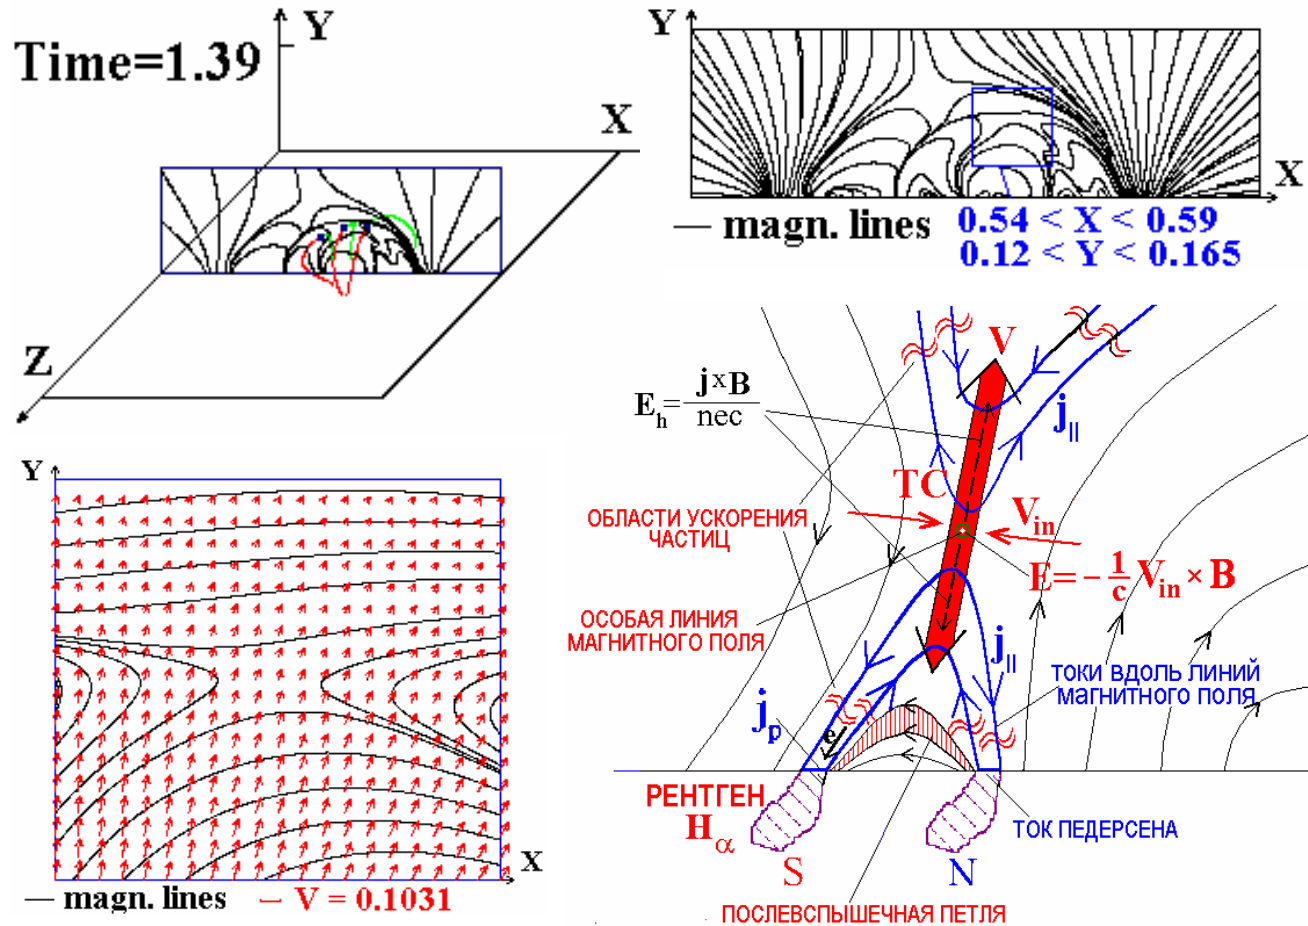 Time=1.39
Y
X
Z
Y
X
— magn. lines
0.54 < X < 0.59
0.12 < Y < 0.165
Y
X
— magn. lines
— V = 0.1031
V
E_h = j×B / nec
j_||
TC
V_in
ОБЛАСТИ УСКОРЕНИЯ
ЧАСТИЦ
E = − 1/c V_in × B
ОСОБАЯ ЛИНИЯ
МАГНИТНОГО ПОЛЯ
j_||
ТОКИ ВДОЛЬ ЛИНИЙ
МАГНИТНОГО ПОЛЯ
j_p
e
РЕНТГЕН
H_α
ТОК ПЕДЕРСЕНА
S
N
ПОСЛЕВСПЫШЕЧНАЯ ПЕТЛЯ